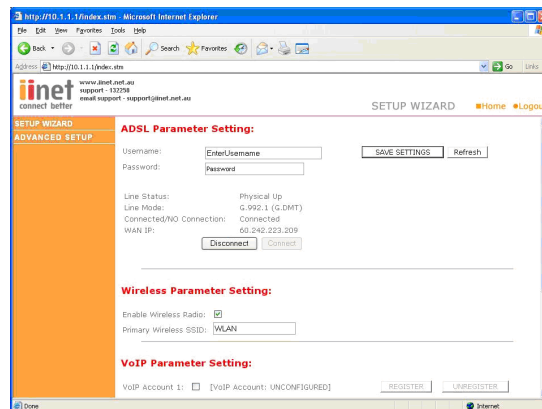 http://10.1.1.1/index.stm - Microsoft Internet Explorer
File Edit View Favorites Tools Help
Back Search Favorites
Address http://10.1.1.1/index.stm Go Links
iinet
connect better
www.iinet.net.au
support - 132258
email support - support@iinet.net.au
SETUP WIZARD Home Logou
SETUP WIZARD
ADVANCED SETUP
ADSL Parameter Setting:
Username: EnterUsername SAVE SETTINGS Refresh
Password: Password
Line Status: Physical Up
Line Mode: G.992.1 (G.DMT)
Connected/NO Connection: Connected
WAN IP: 60.242.223.209
Disconnect Connect
Wireless Parameter Setting:
Enable Wireless Radio:
Primary Wireless SSID: WLAN
VoIP Parameter Setting:
VoIP Account 1: [VoIP Account: UNCONFIGURED] REGISTER UNREGISTER
Done Internet